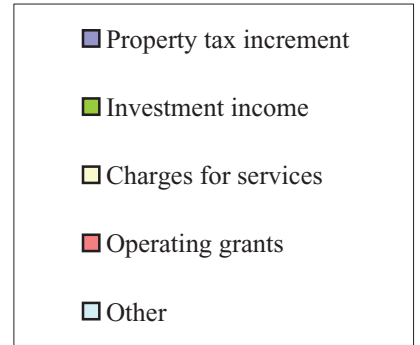 Property tax increment
Investment income
Charges for services
Operating grants
Other